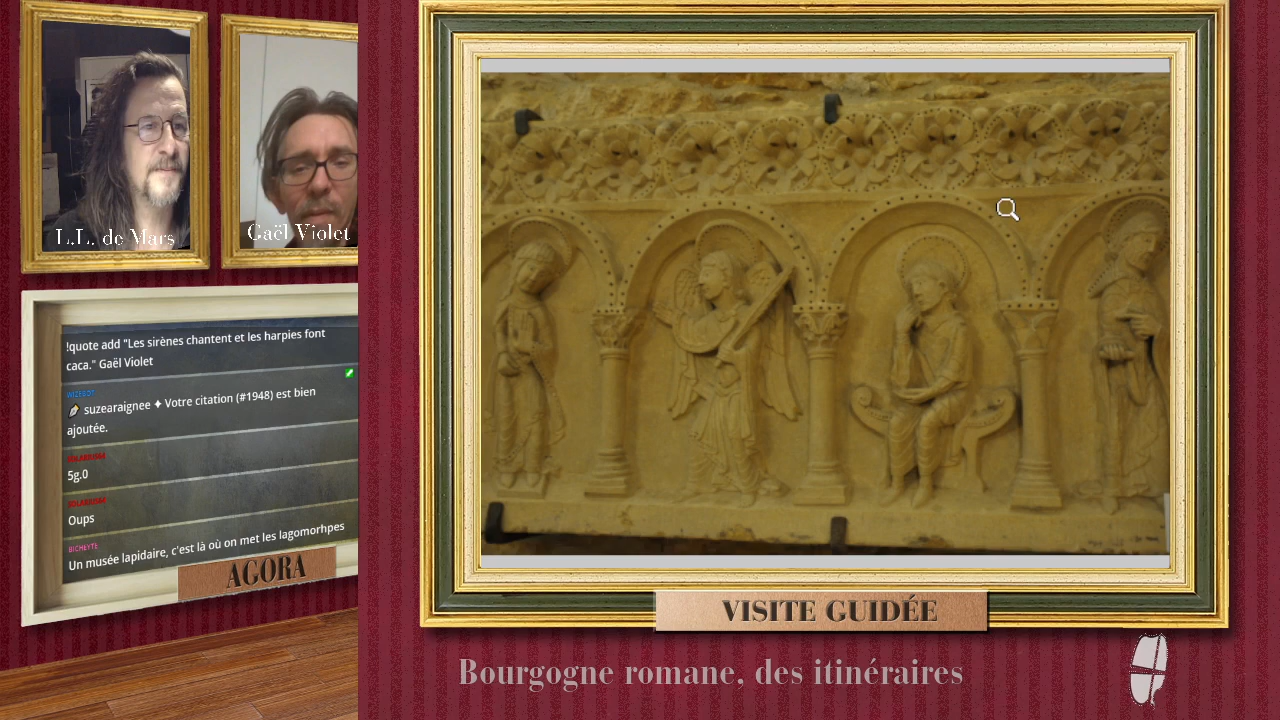 L.L. de Mars
Gaël Violet
!quote add "Les sirènes chantent et les harpies font
caca." Gaël Violet
WIZEBOT
suzearaignee ✦ Votre citation (#1948) est bien
ajoutée.
5g.0
Oups
BICHEYTE
Un musée lapidaire, c'est là où on met les lagomorhpes
AGORA
VISITE GUIDÉE
Bourgogne romane, des itinéraires